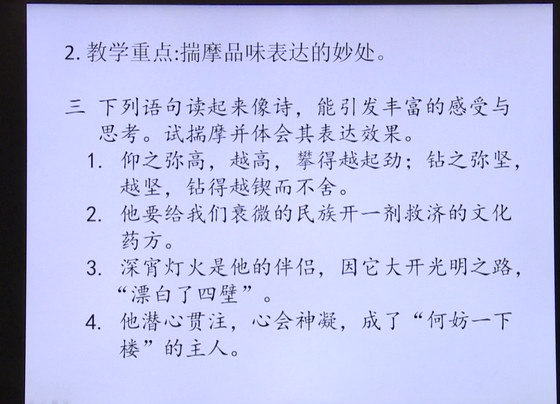 2. 教学重点:揣摩品味表达的妙处。
三 下列语句读起来像诗，能引发丰富的感受与
思考。试揣摩并体会其表达效果。
1. 仰之弥高，越高，攀得越起劲；钻之弥坚，
越坚，钻得越锲而不舍。
2. 他要给我们衰微的民族开一剂救济的文化
药方。
3. 深宵灯火是他的伴侣，因它大开光明之路，
“漂白了四壁”。
4. 他潜心贯注，心会神凝，成了“何妨一下
楼”的主人。